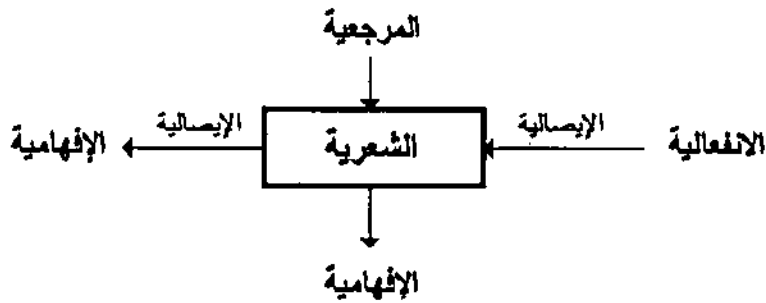 المرجعية
الانفعالية
الإيصالية
الشعرية
الإيصالية
الإفهامية
الإفهامية